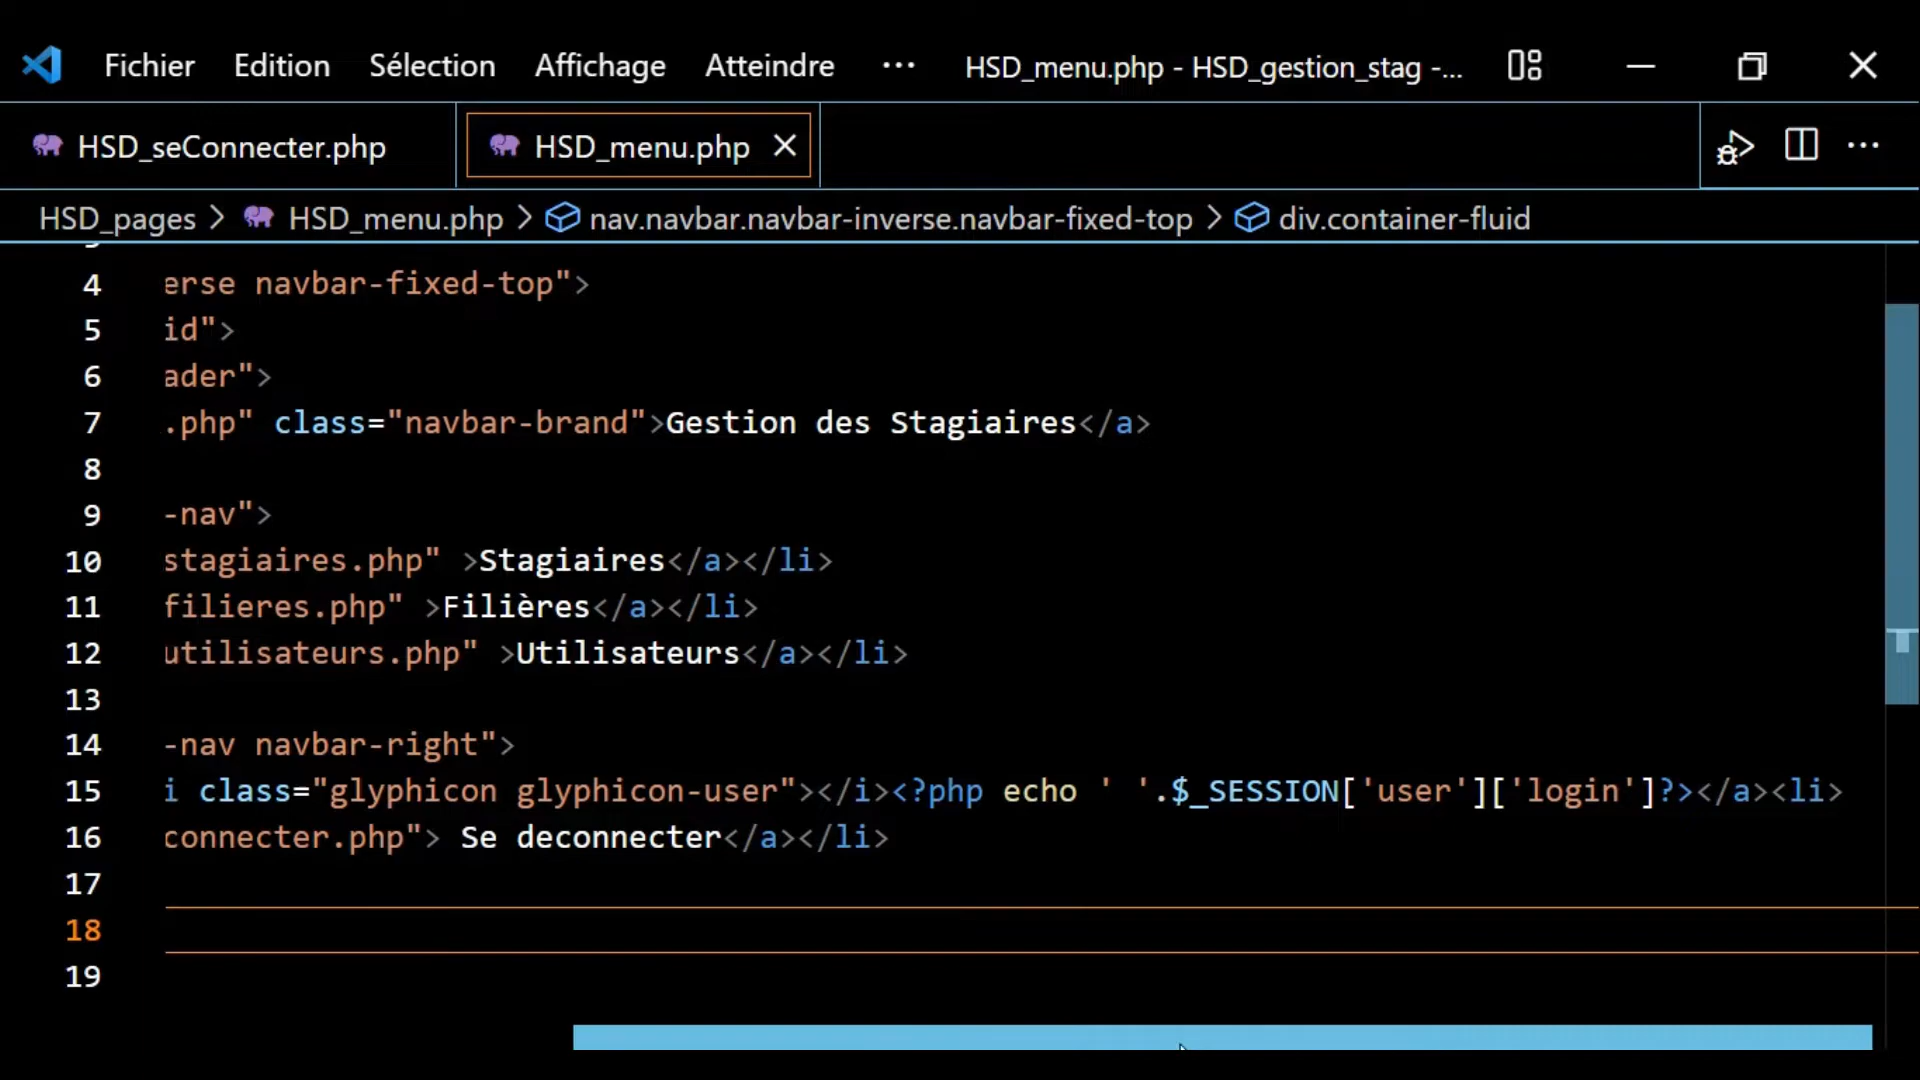 Fichier Edition Sélection Affichage Atteindre ··· HSD_menu.php - HSD_gestion_stag -...
HSD_seConnecter.php HSD_menu.php
HSD_pages > HSD_menu.php > nav.navbar.navbar-inverse.navbar-fixed-top > div.container-fluid
4 erse navbar-fixed-top">
5 id">
6 ader">
7 .php" class="navbar-brand">Gestion des Stagiaires</a>
8
9 -nav">
10 stagiaires.php" >Stagiaires</a></li>
11 filieres.php" >Filières</a></li>
12 utilisateurs.php" >Utilisateurs</a></li>
13
14 -nav navbar-right">
15 i class="glyphicon glyphicon-user"></i><?php echo ' '.$_SESSION['user']['login']?></a><li>
16 connecter.php"> Se deconnecter</a></li>
17
18
19